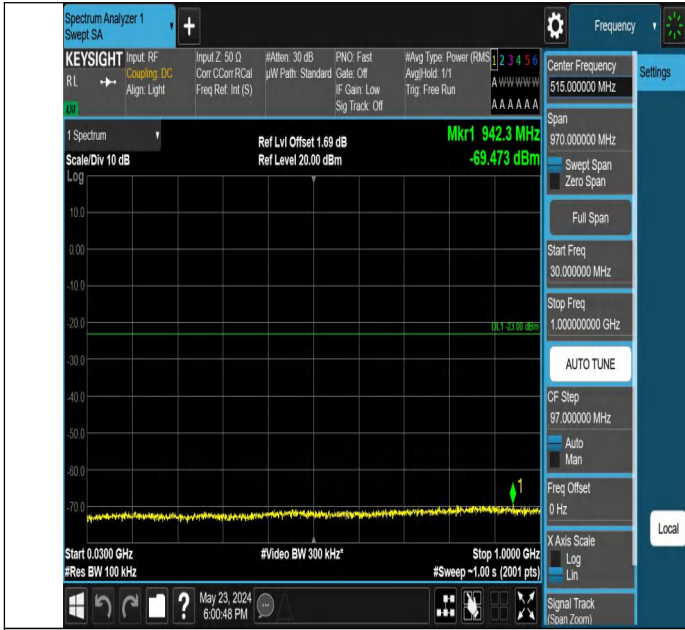 Spectrum Analyzer 1
Swept SA
+
Frequency
KEYSIGHT
RL
Input: RF
Coupling: DC
Align: Light
Input Z: 50 Ω
Corr CCorr RCal
Freq Ref: Int (S)
#Atten: 30 dB
µW Path: Standard
PNO: Fast
Gate: Off
IF Gain: Low
Sig Track: Off
#Avg Type: Power (RMS
Avg|Hold: 1/1
Trig: Free Run
1 2 3 4 5 6
A W W W W W
A A A A A A
1 Spectrum
Scale/Div 10 dB
Ref Lvl Offset 1.69 dB
Ref Level 20.00 dBm
Mkr1 942.3 MHz
-69.473 dBm
Log
10.0
0.00
-10.0
-20.0
-30.0
-40.0
-50.0
-60.0
-70.0
DL1 -23.00 dBm
1
Start 0.0300 GHz
#Res BW 100 kHz
#Video BW 300 kHz*
Stop 1.0000 GHz
#Sweep ~1.00 s (2001 pts)
Center Frequency
515.000000 MHz
Settings
Span
970.000000 MHz
Swept Span
Zero Span
Full Span
Start Freq
30.000000 MHz
Stop Freq
1.000000000 GHz
AUTO TUNE
CF Step
97.000000 MHz
Auto
Man
Freq Offset
0 Hz
X Axis Scale
Log
Lin
Local
Signal Track
(Span Zoom)
?
May 23, 2024
6:00:48 PM